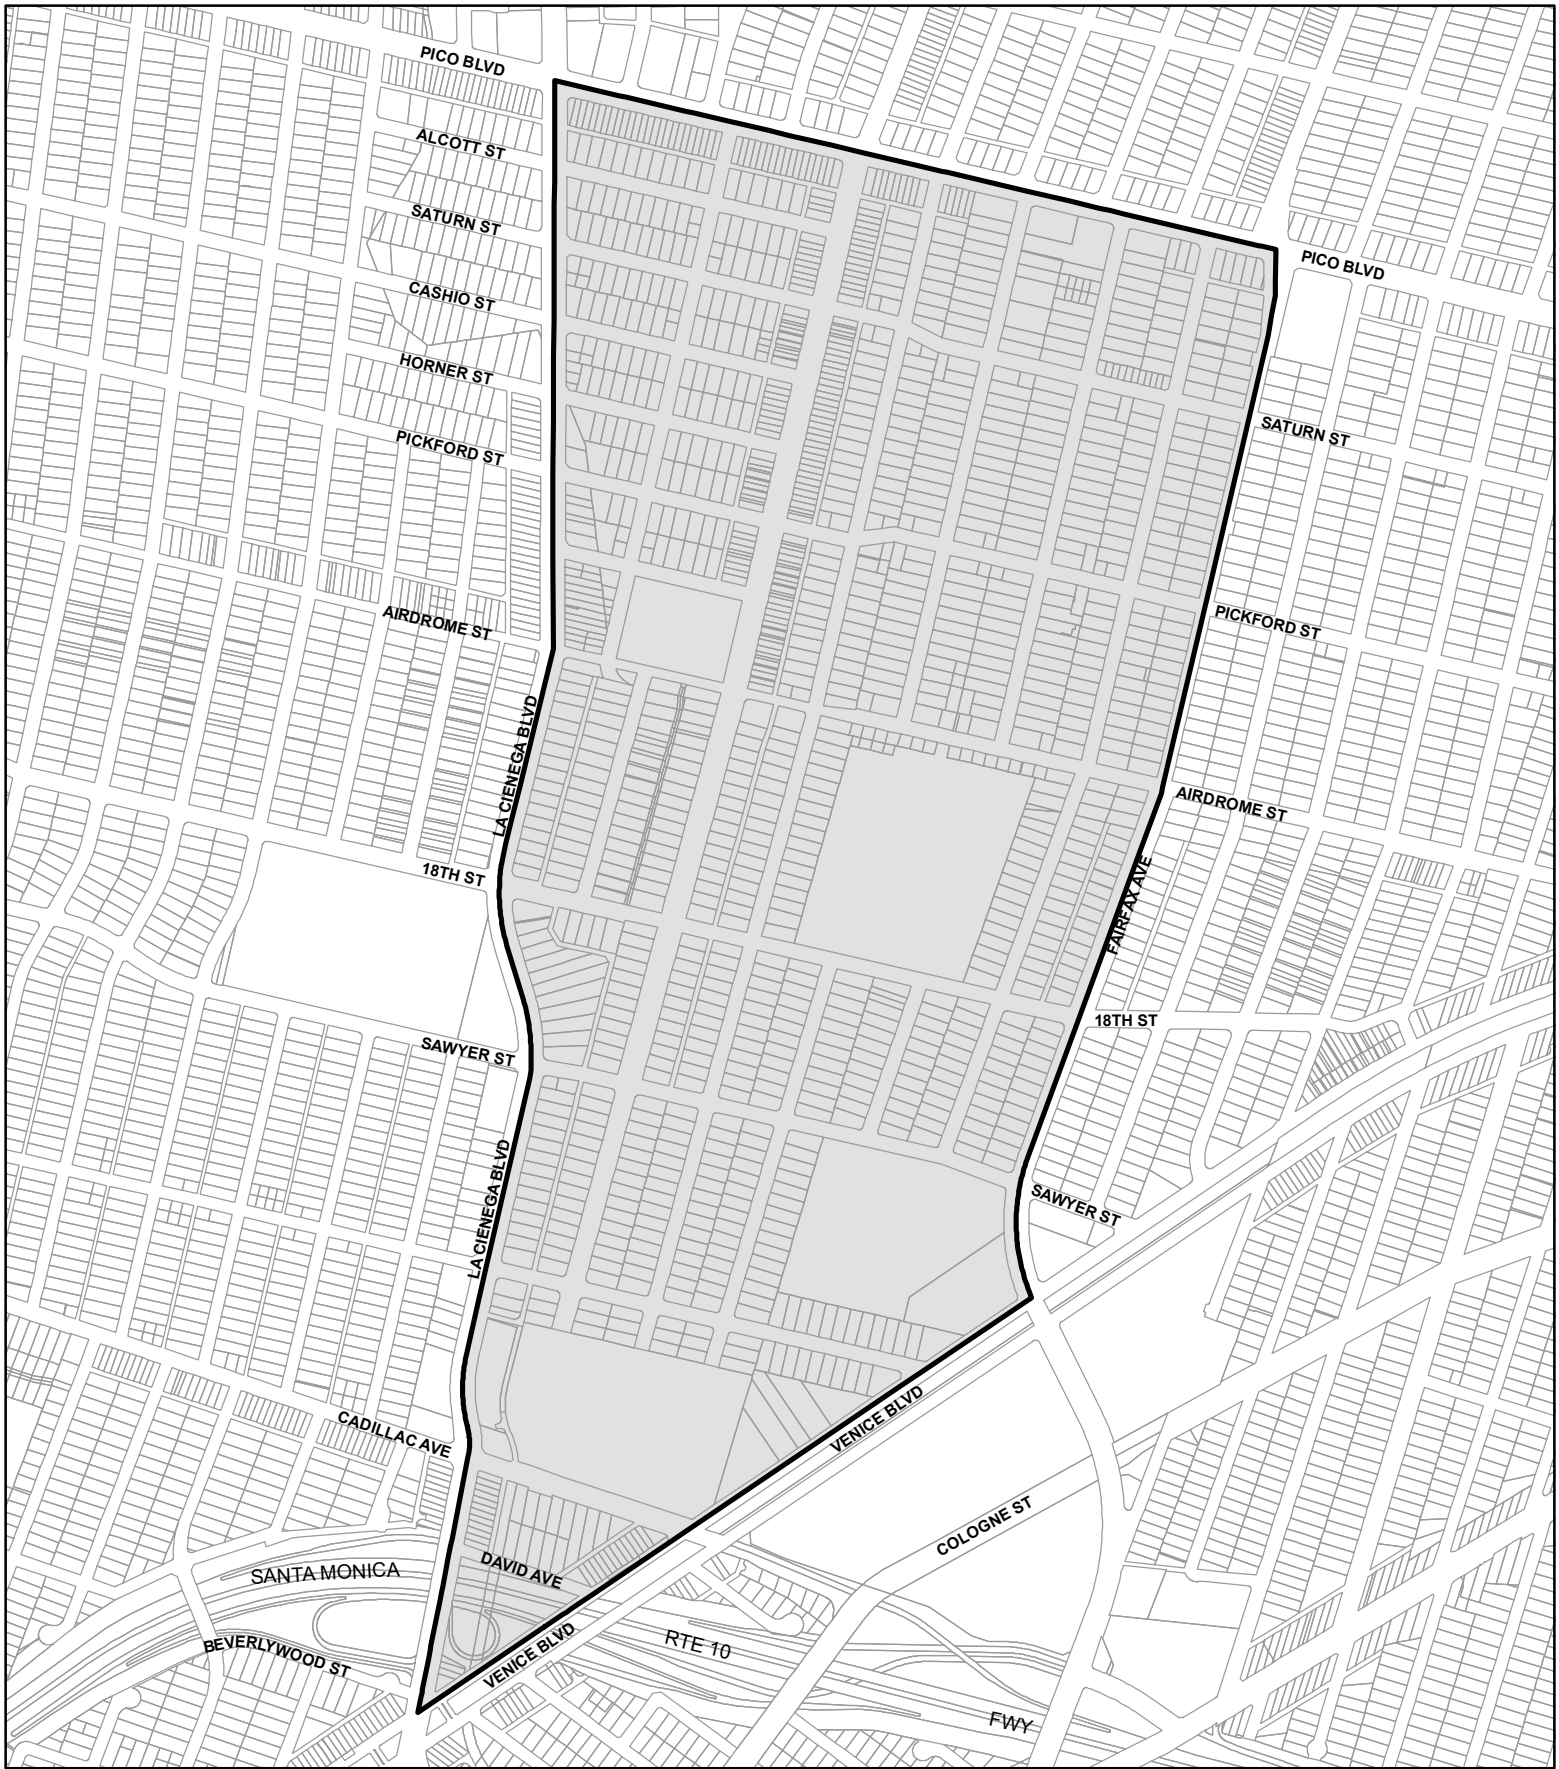 PICO BLVD
ALCOTT ST
SATURN ST
PICO BLVD
CASHIO ST
HORNER ST
SATURN ST
PICKFORD ST
AIRDROME ST
PICKFORD ST
LA CIENEGA BLVD
AIRDROME ST
18TH ST
FAIRFAX AVE
18TH ST
SAWYER ST
LA CIENEGA BLVD
SAWYER ST
CADILLAC AVE
VENICE BLVD
COLOGNE ST
SANTA MONICA
DAVID AVE
BEVERLYWOOD ST
VENICE BLVD
RTE 10
FWY